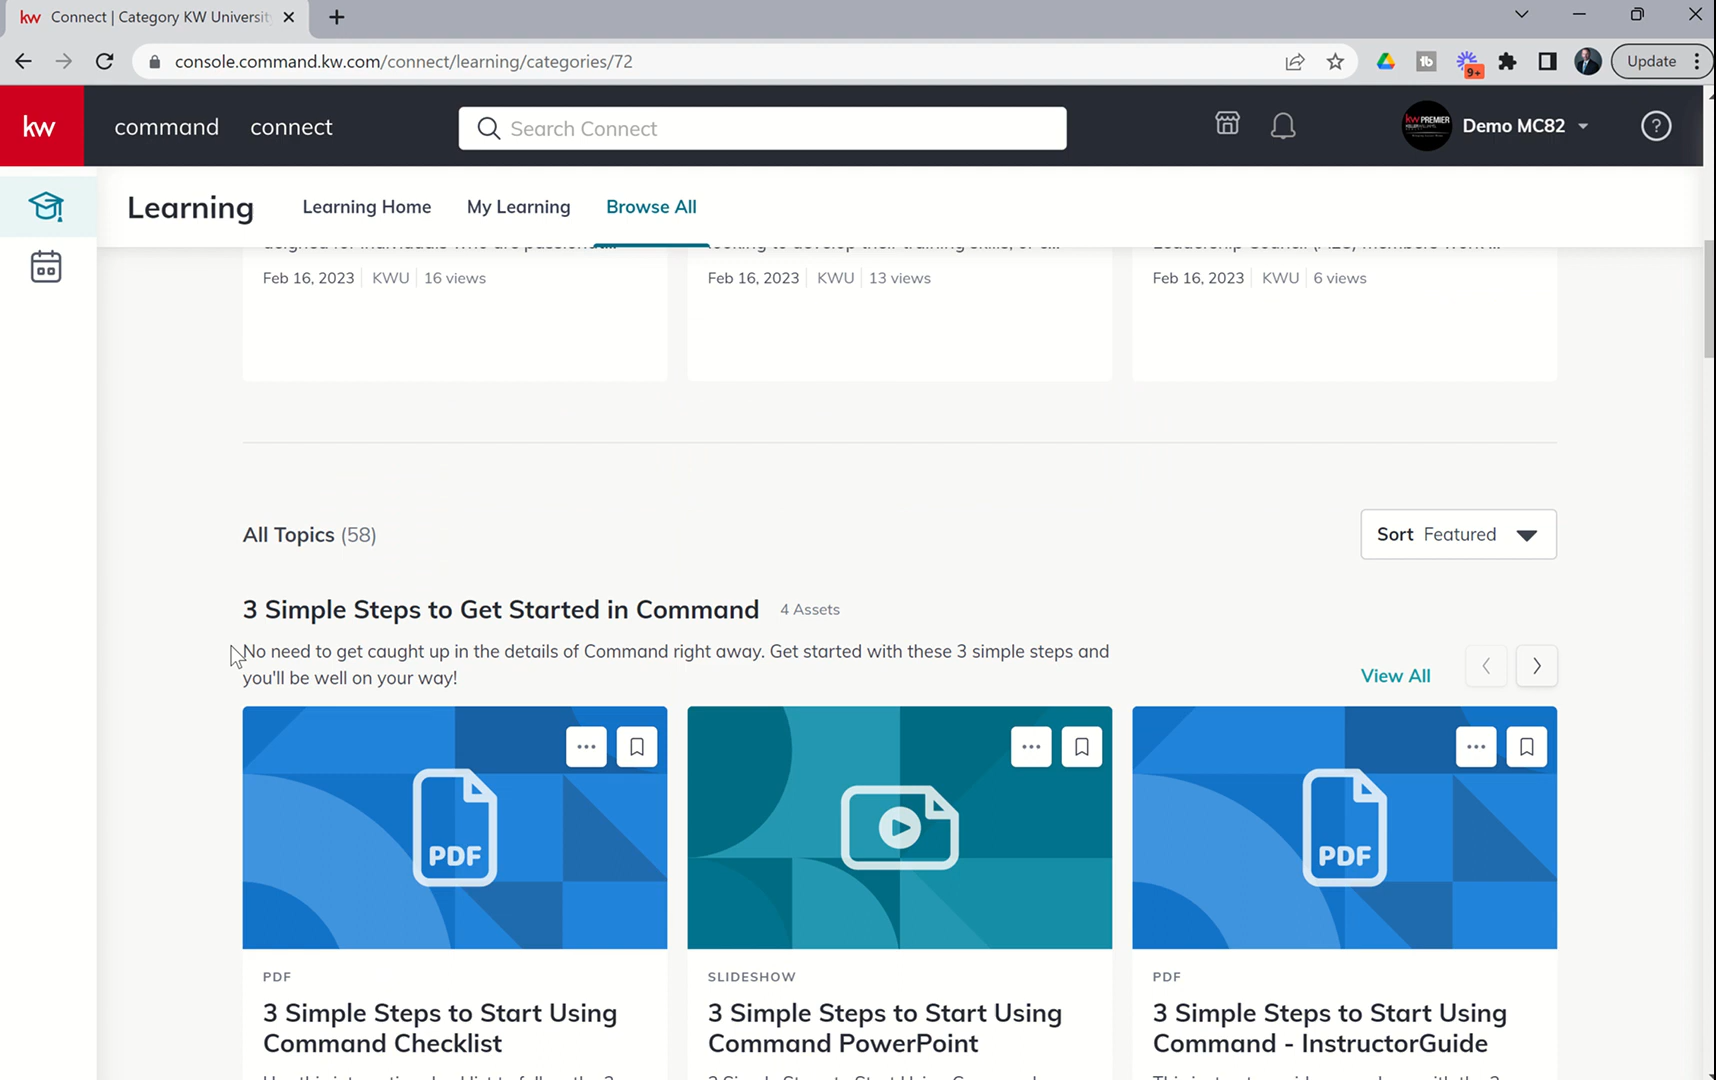 kw Connect | Category KW Universit
console.command.kw.com/connect/learning/categories/72
9+
Update
kw command connect
Search Connect
kw PREMIER
Demo MC82
Learning
Learning Home
My Learning
Browse All
Feb 16, 2023 KWU 16 views
Feb 16, 2023 KWU 13 views
Feb 16, 2023 KWU 6 views
All Topics (58)
Sort Featured
3 Simple Steps to Get Started in Command 4 Assets
No need to get caught up in the details of Command right away. Get started with these 3 simple steps and
you'll be well on your way!
View All
PDF
PDF
PDF
3 Simple Steps to Start Using
Command Checklist
SLIDESHOW
3 Simple Steps to Start Using
Command PowerPoint
PDF
3 Simple Steps to Start Using
Command - InstructorGuide